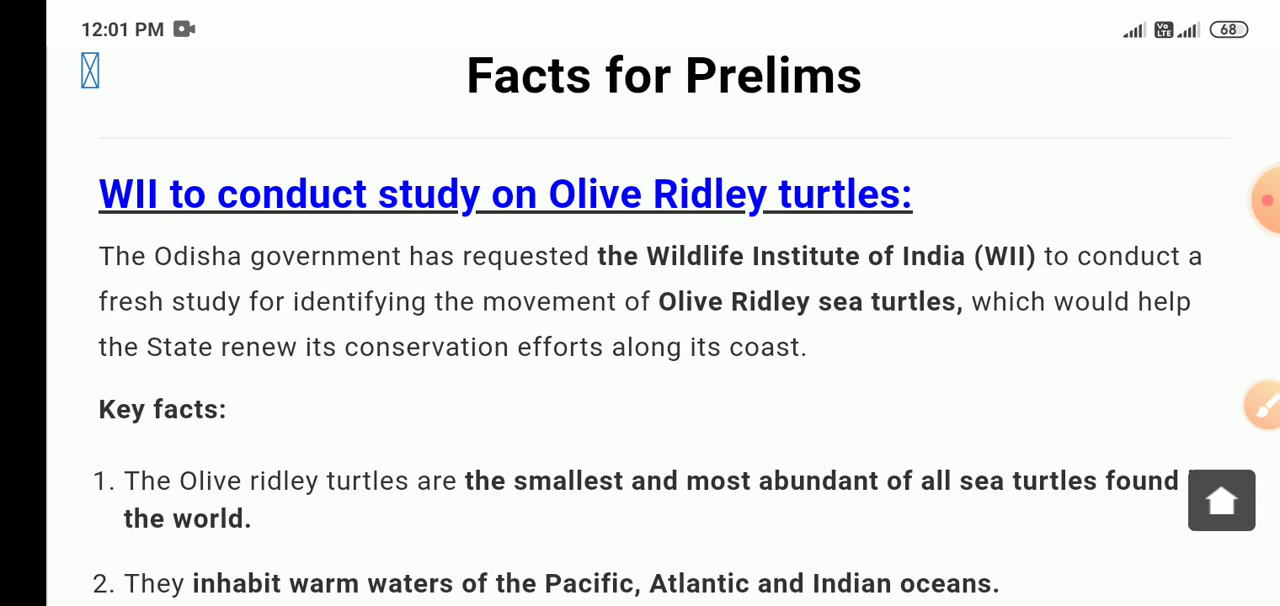 12:01 PM
Vo LTE
68
Facts for Prelims
WII to conduct study on Olive Ridley turtles:
The Odisha government has requested the Wildlife Institute of India (WII) to conduct a
fresh study for identifying the movement of Olive Ridley sea turtles, which would help
the State renew its conservation efforts along its coast.
Key facts:
1. The Olive ridley turtles are the smallest and most abundant of all sea turtles found
the world.
2. They inhabit warm waters of the Pacific, Atlantic and Indian oceans.